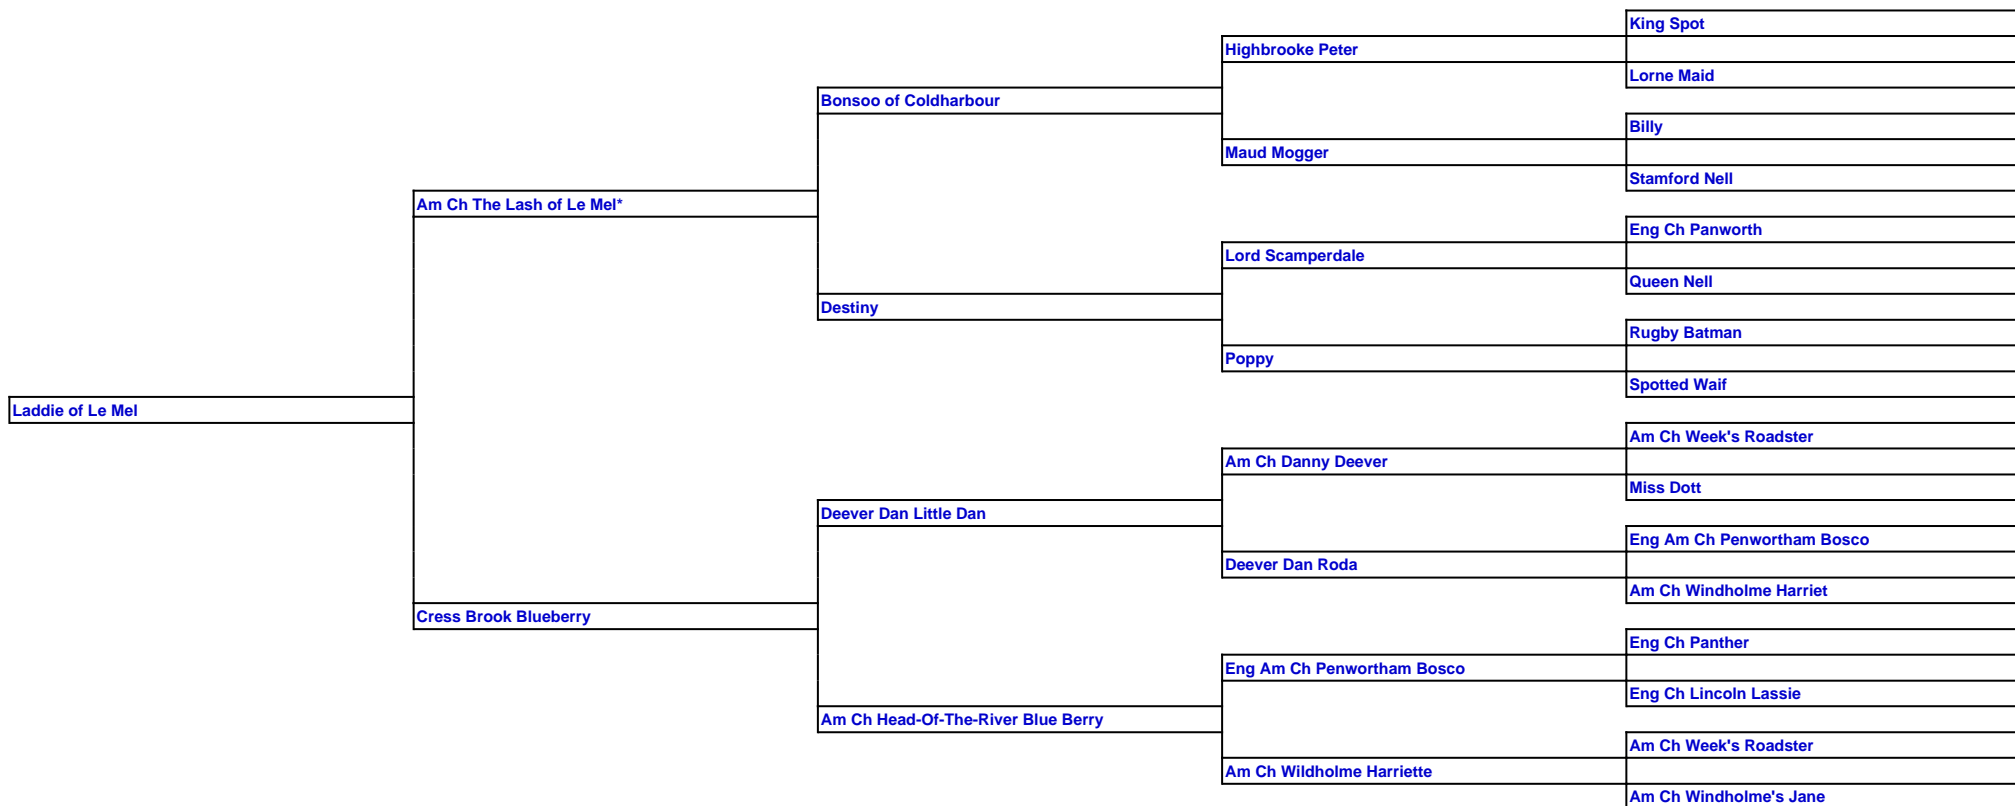 King Spot
Highbrooke Peter
Lorne Maid
Bonsoo of Coldharbour
Billy
Maud Mogger
Stamford Nell
Am Ch The Lash of Le Mel*
Eng Ch Panworth
Lord Scamperdale
Queen Nell
Destiny
Rugby Batman
Poppy
Spotted Waif
Laddie of Le Mel
Am Ch Week's Roadster
Am Ch Danny Deever
Miss Dott
Deever Dan Little Dan
Eng Am Ch Penwortham Bosco
Deever Dan Roda
Am Ch Windholme Harriet
Cress Brook Blueberry
Eng Ch Panther
Eng Am Ch Penwortham Bosco
Eng Ch Lincoln Lassie
Am Ch Head-Of-The-River Blue Berry
Am Ch Week's Roadster
Am Ch Wildholme Harriette
Am Ch Windholme's Jane